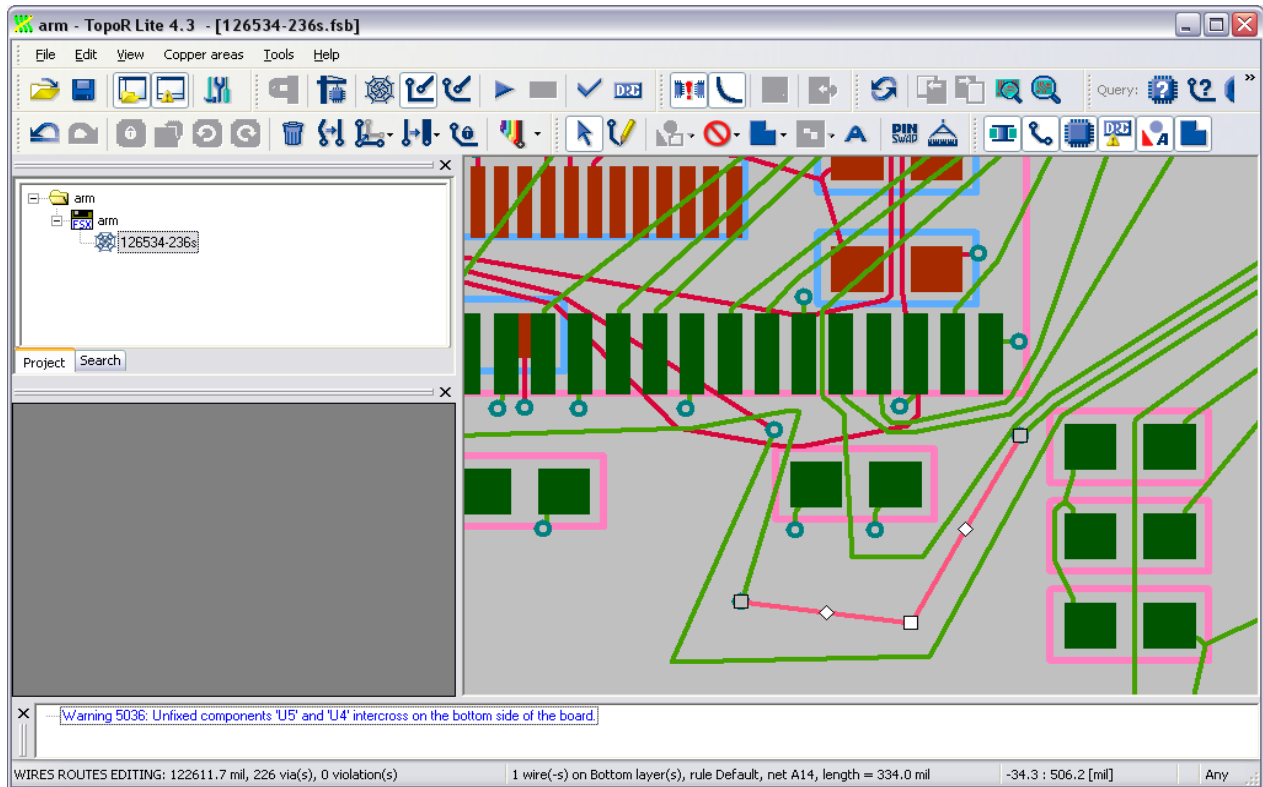 arm - TopoR Lite 4.3 - [126534-236s.fsb]
File Edit View Copper areas Tools Help
DRC
Query:
»
A PIN SWAP DRC A
arm
FSX arm
126534-236s
Project Search
Warning 5036: Unfixed components 'U5' and 'U4' intercross on the bottom side of the board.
WIRES ROUTES EDITING: 122611.7 mil, 226 via(s), 0 violation(s) 1 wire(-s) on Bottom layer(s), rule Default, net A14, length = 334.0 mil -34.3 : 506.2 [mil] Any